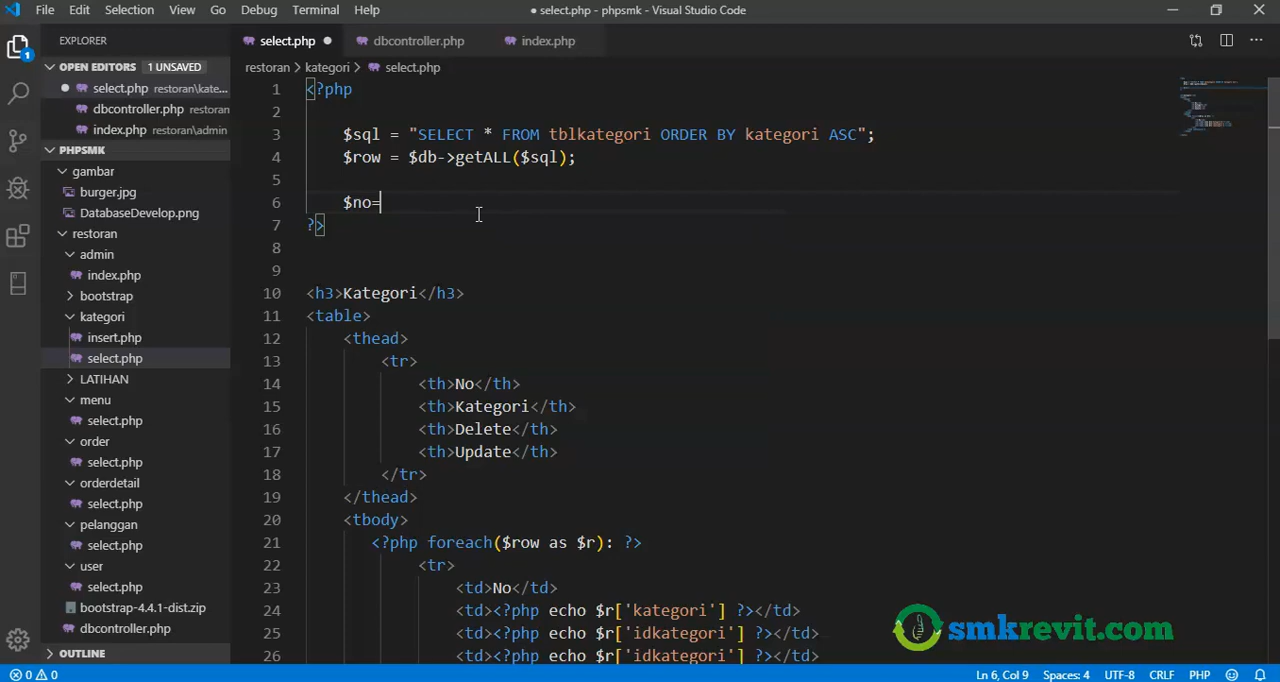 File Edit Selection View Go Debug Terminal Help ● select.php - phpsmk - Visual Studio Code
EXPLORER
select.php ● dbcontroller.php index.php
OPEN EDITORS 1 UNSAVED
restoran > kategori > select.php
● select.php restoran\kate...
dbcontroller.php restoran
index.php restoran\admin
PHPSMK
gambar
burger.jpg
DatabaseDevelop.png
restoran
admin
index.php
bootstrap
kategori
insert.php
select.php
LATIHAN
menu
select.php
order
select.php
orderdetail
select.php
pelanggan
select.php
user
select.php
bootstrap-4.4.1-dist.zip
dbcontroller.php
OUTLINE
1 <?php
2
3 $sql = "SELECT * FROM tblkategori ORDER BY kategori ASC";
4 $row = $db->getALL($sql);
5
6 $no=
7 ?>
8
9
10 <h3>Kategori</h3>
11 <table>
12 <thead>
13 <tr>
14 <th>No</th>
15 <th>Kategori</th>
16 <th>Delete</th>
17 <th>Update</th>
18 </tr>
19 </thead>
20 <tbody>
21 <?php foreach($row as $r): ?>
22 <tr>
23 <td>No</td>
24 <td><?php echo $r['kategori'] ?></td>
25 <td><?php echo $r['idkategori'] ?></td>
26 <td><?php echo $r['idkategori'] ?></td>
smkrevit.com
1
0 0 Ln 6, Col 9 Spaces: 4 UTF-8 CRLF PHP